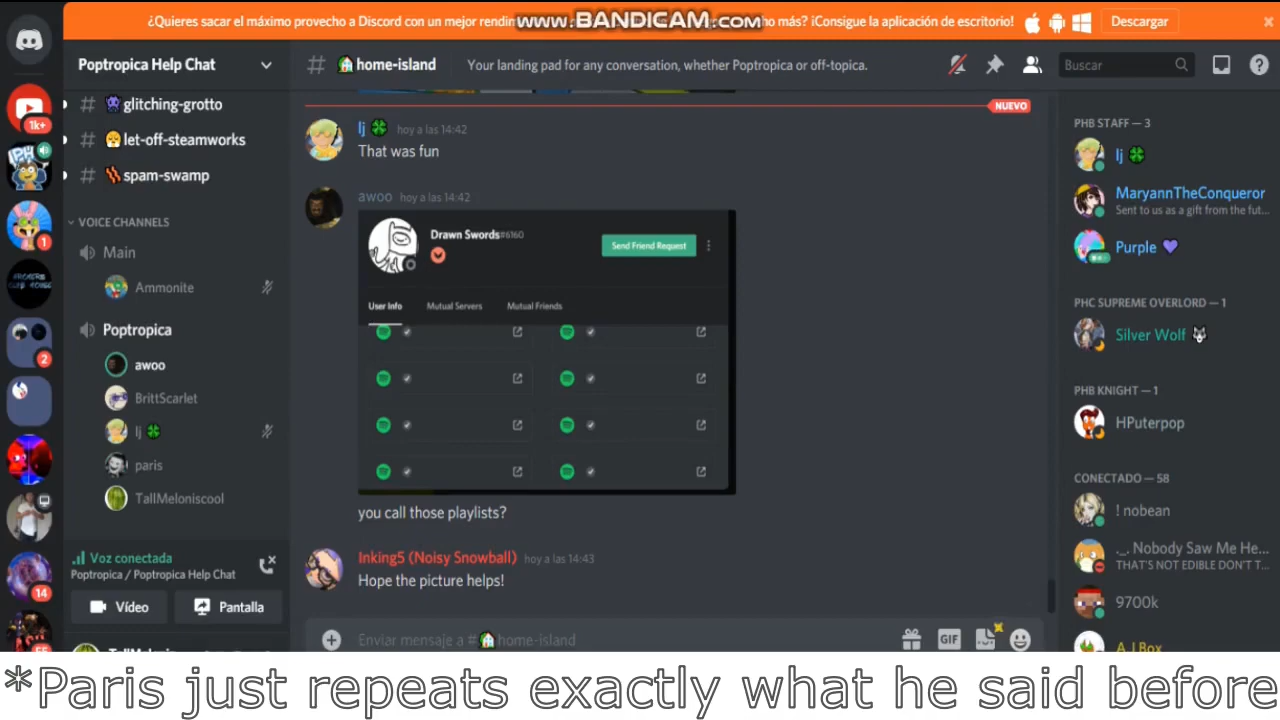 ¿Quieres sacar el máximo provecho a Discord con un mejor rendim
www.BANDICAM.com
ho más? ¡Consigue la aplicación de escritorio!
Descargar
Poptropica Help Chat
home-island
Your landing pad for any conversation, whether Poptropica or off-topica.
Buscar
1K+
1
2
14
55
glitching-grotto
let-off-steamworks
spam-swamp
VOICE CHANNELS
Main
Ammonite
Poptropica
awoo
BrittScarlet
lj
paris
TallMeloniscool
Voz conectada
Poptropica / Poptropica Help Chat
Vídeo
Pantalla
NUEVO
lj hoy a las 14:42
That was fun
awoo hoy a las 14:42
Drawn Swords#6160
Send Friend Request
User Info Mutual Servers Mutual Friends
you call those playlists?
Inking5 (Noisy Snowball) hoy a las 14:43
Hope the picture helps!
Enviar mensaje a # home-island
GIF
PHB STAFF — 3
lj
MaryannTheConqueror
Sent to us as a gift from the fut...
Purple
PHC SUPREME OVERLORD — 1
Silver Wolf
PHB KNIGHT — 1
HPuterpop
CONECTADO — 58
! nobean
._. Nobody Saw Me He...
THAT'S NOT EDIBLE DON'T T...
9700k
A J Box
*Paris just repeats exactly what he said before